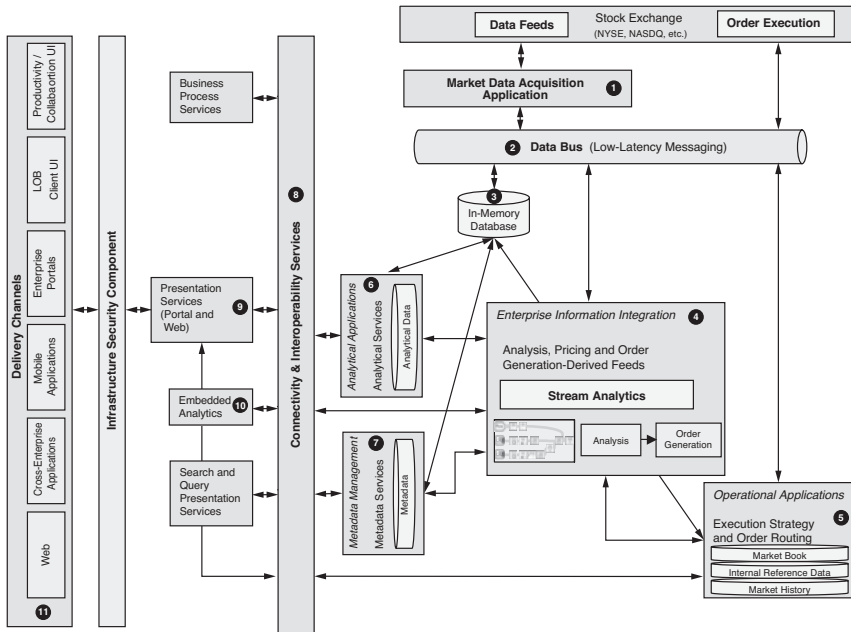 Data Feeds
Stock Exchange
(NYSE, NASDQ, etc.)
Order Execution
Market Data Acquisition
Application
1
2 Data Bus (Low-Latency Messaging)
3
In-Memory
Database
Business
Process
Services
8
Connectivity & Interoperability Services
Infrastructure Security Component
Delivery Channels
Productivity /
Collabaortion UI
LOB
Client UI
Enterprise
Portals
Mobile
Applications
Cross-Enterprise
Applications
Web
11
Presentation
Services
(Portal and
Web)
9
Embedded
Analytics
10
Search and
Query
Presentation
Services
6
Analytical Applications
Analytical Services
Analytical Data
7
Metadata Management
Metadata Services
Metadata
Enterprise Information Integration 4
Analysis, Pricing and Order
Generation-Derived Feeds
Stream Analytics
Analysis
Order
Generation
Operational Applications
5
Execution Strategy
and Order Routing
Market Book
Internal Reference Data
Market History